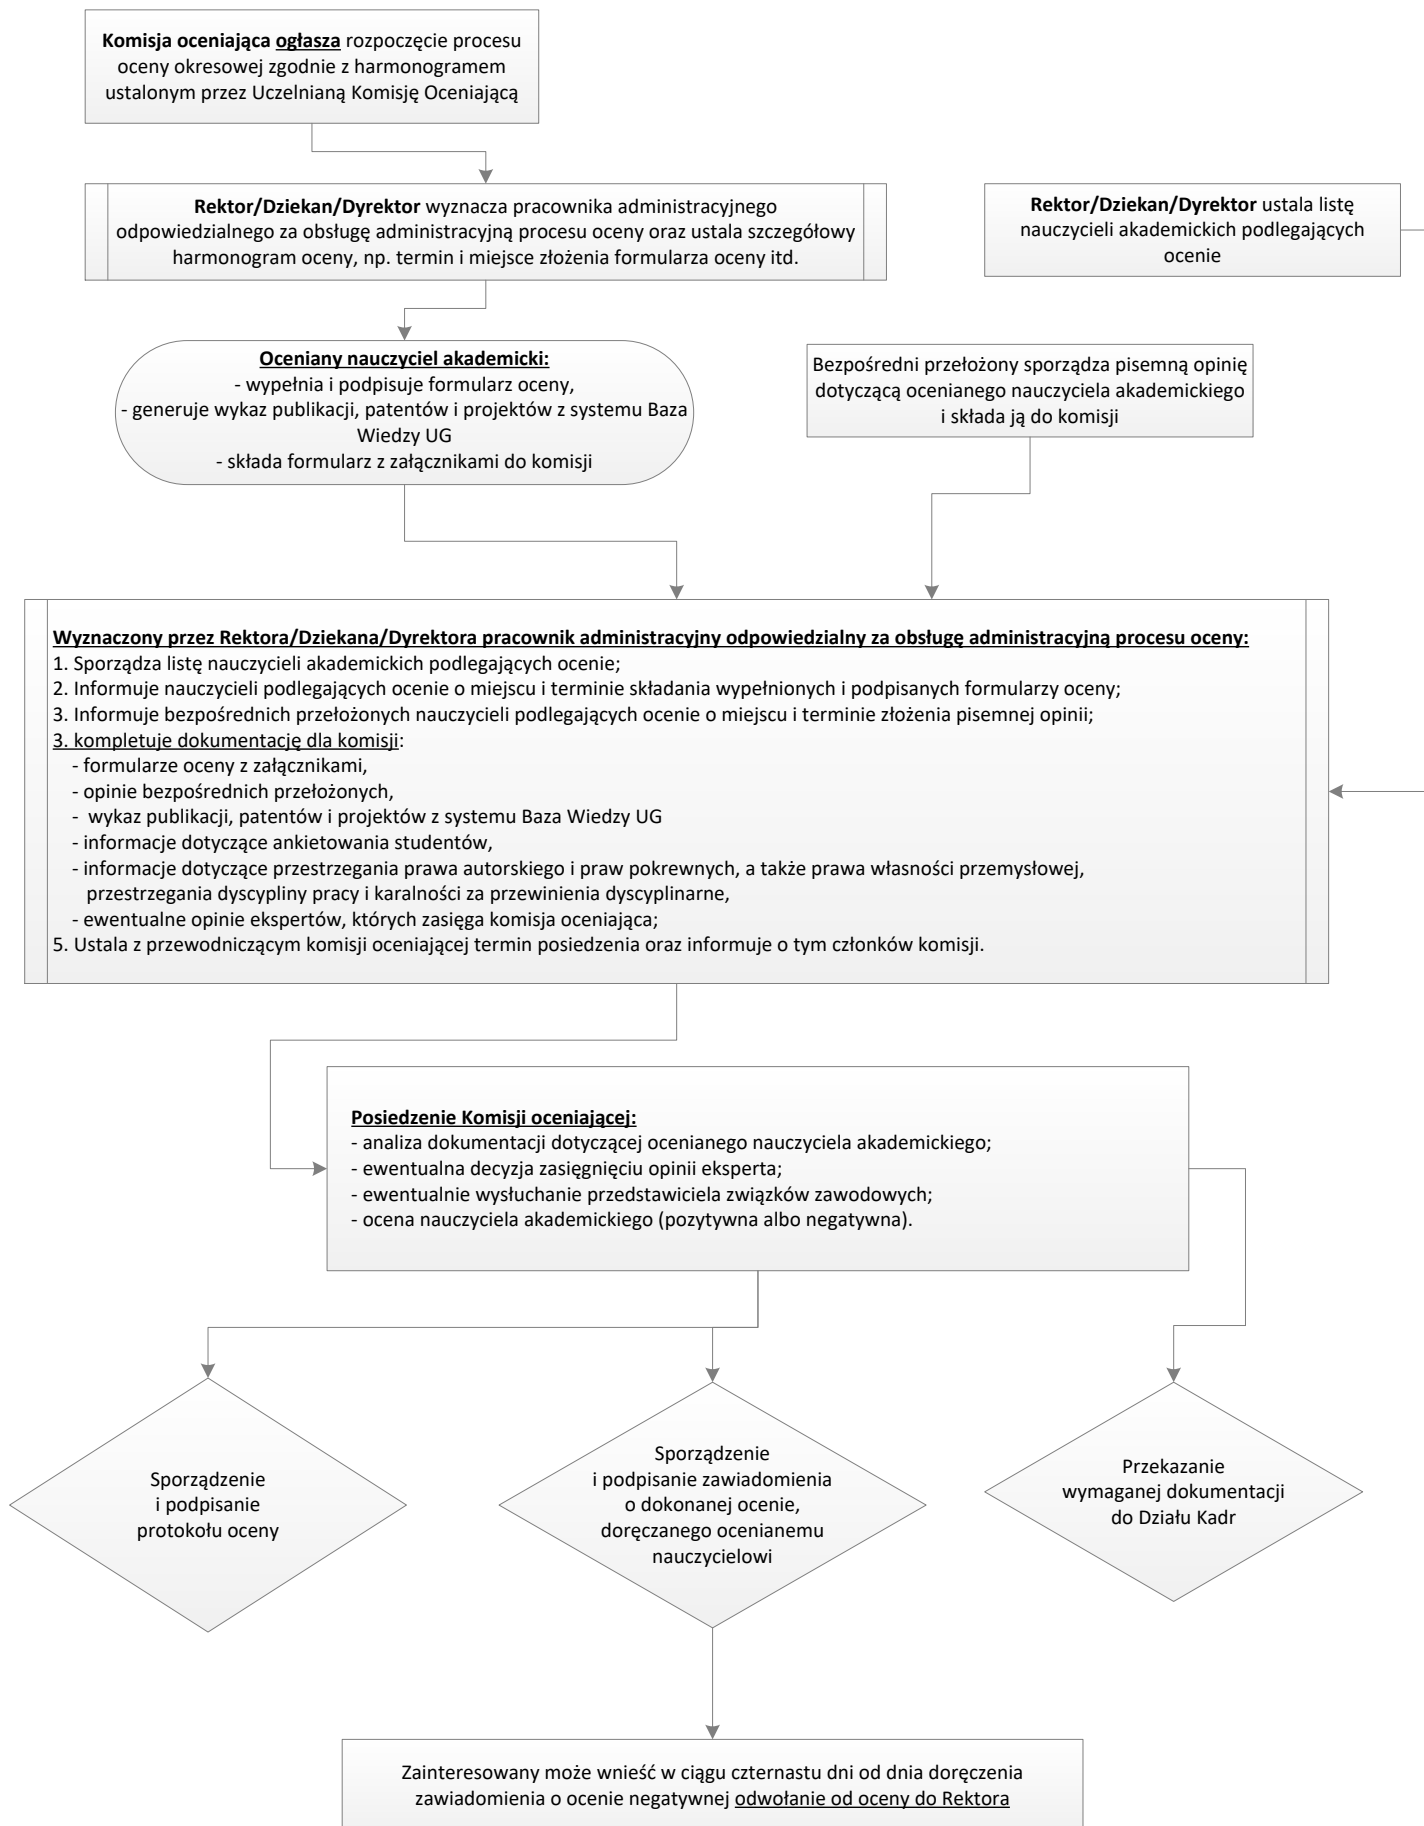 Komisja oceniająca ogłasza rozpoczęcie procesu
oceny okresowej zgodnie z harmonogramem
ustalonym przez Uczelnianą Komisję Oceniającą
Rektor/Dziekan/Dyrektor wyznacza pracownika administracyjnego
odpowiedzialnego za obsługę administracyjną procesu oceny oraz ustala szczegółowy
harmonogram oceny, np. termin i miejsce złożenia formularza oceny itd.
Rektor/Dziekan/Dyrektor ustala listę
nauczycieli akademickich podlegających
ocenie
Oceniany nauczyciel akademicki:
- wypełnia i podpisuje formularz oceny,
- generuje wykaz publikacji, patentów i projektów z systemu Baza
Wiedzy UG
- składa formularz z załącznikami do komisji
Bezpośredni przełożony sporządza pisemną opinię
dotyczącą ocenianego nauczyciela akademickiego
i składa ją do komisji
Wyznaczony przez Rektora/Dziekana/Dyrektora pracownik administracyjny odpowiedzialny za obsługę administracyjną procesu oceny:
1. Sporządza listę nauczycieli akademickich podlegających ocenie;
2. Informuje nauczycieli podlegających ocenie o miejscu i terminie składania wypełnionych i podpisanych formularzy oceny;
3. Informuje bezpośrednich przełożonych nauczycieli podlegających ocenie o miejscu i terminie złożenia pisemnej opinii;
3. kompletuje dokumentację dla komisji:
- formularze oceny z załącznikami,
- opinie bezpośrednich przełożonych,
- wykaz publikacji, patentów i projektów z systemu Baza Wiedzy UG
- informacje dotyczące ankietowania studentów,
- informacje dotyczące przestrzegania prawa autorskiego i praw pokrewnych, a także prawa własności przemysłowej,
przestrzegania dyscypliny pracy i karalności za przewinienia dyscyplinarne,
- ewentualne opinie ekspertów, których zasięga komisja oceniająca;
5. Ustala z przewodniczącym komisji oceniającej termin posiedzenia oraz informuje o tym członków komisji.
Posiedzenie Komisji oceniającej:
- analiza dokumentacji dotyczącej ocenianego nauczyciela akademickiego;
- ewentualna decyzja zasięgnięciu opinii eksperta;
- ewentualnie wysłuchanie przedstawiciela związków zawodowych;
- ocena nauczyciela akademickiego (pozytywna albo negatywna).
Sporządzenie
i podpisanie
protokołu oceny
Sporządzenie
i podpisanie zawiadomienia
o dokonanej ocenie,
doręczanego ocenianemu
nauczycielowi
Przekazanie
wymaganej dokumentacji
do Działu Kadr
Zainteresowany może wnieść w ciągu czternastu dni od dnia doręczenia
zawiadomienia o ocenie negatywnej odwołanie od oceny do Rektora